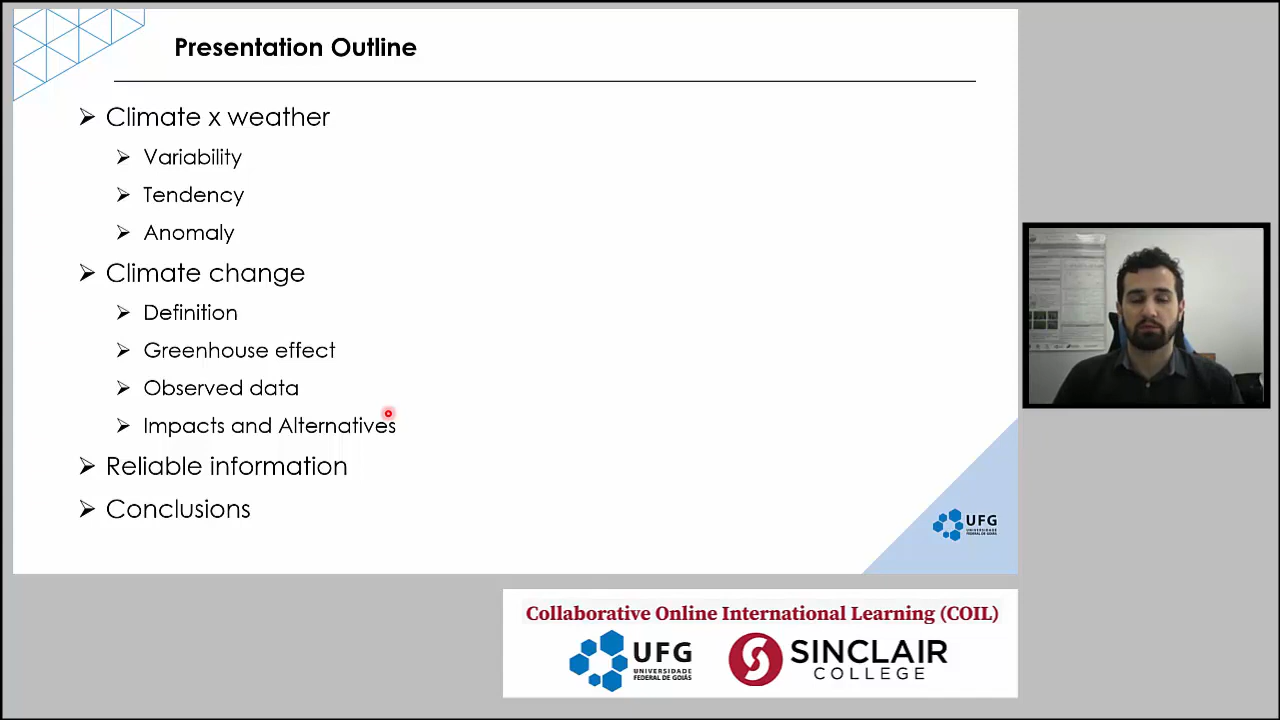 Presentation Outline
Climate x weather
Variability
Tendency
Anomaly
Climate change
Definition
Greenhouse effect
Observed data
Impacts and Alternatives
Reliable information
Conclusions
UFG
UNIVERSIDADE
FEDERAL DE GOIÁS
Collaborative Online International Learning (COIL)
UFG
UNIVERSIDADE
FEDERAL DE GOIÁS
SINCLAIR
COLLEGE